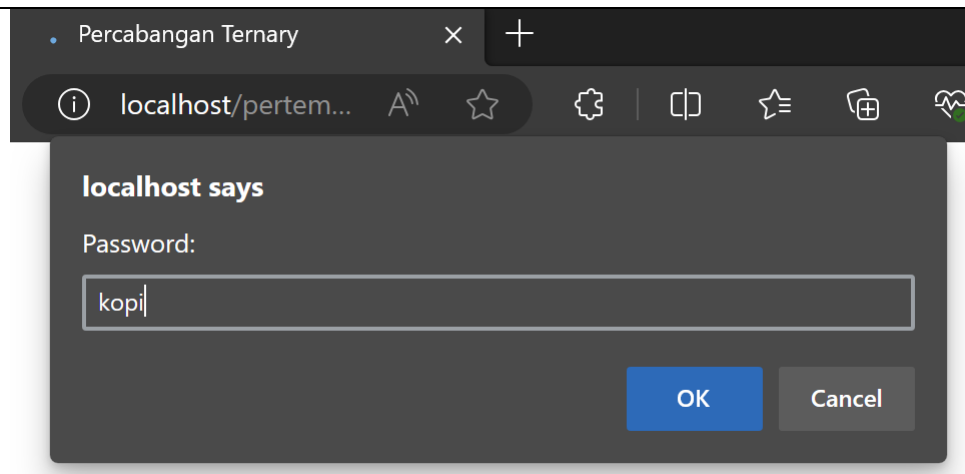 Percabangan Ternary
localhost/pertem...
localhost says
Password:
kopi
OK Cancel